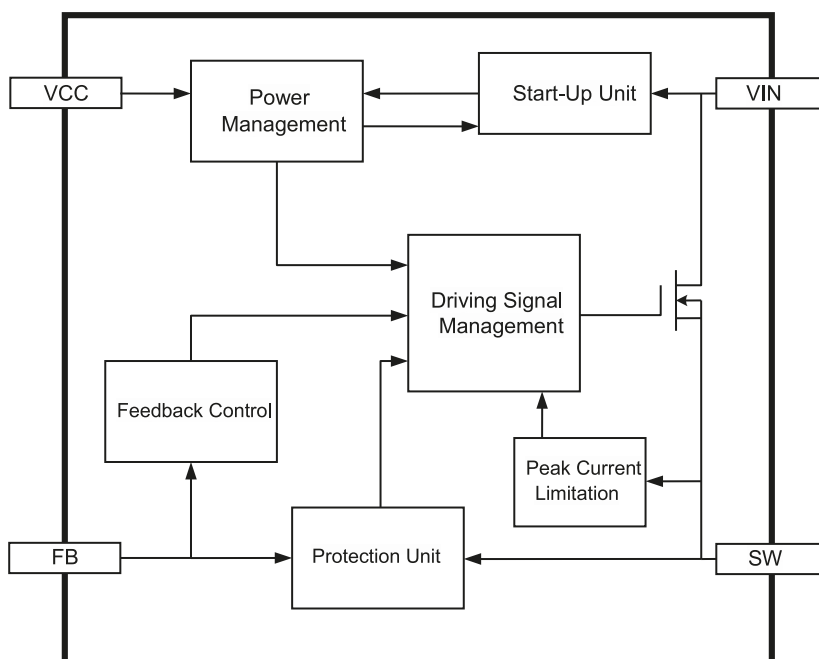 VCC
Power
Management
Start-Up Unit
VIN
Driving Signal
Management
Feedback Control
Peak Current
Limitation
FB
Protection Unit
SW